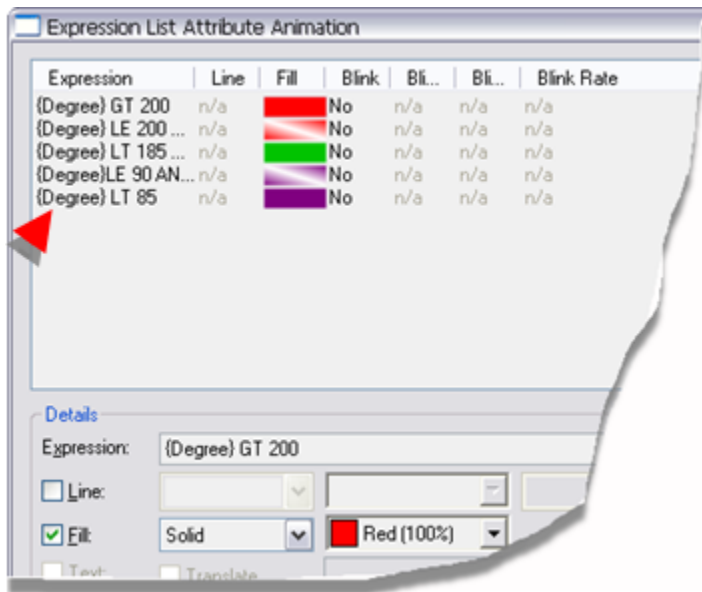 Expression List Attribute Animation
Expression Line Fill Blink Bli... Bli... Blink Rate
{Degree} GT 200 n/a No n/a n/a n/a
{Degree} LE 200 ... n/a No n/a n/a n/a
{Degree} LT 185 ... n/a No n/a n/a n/a
{Degree}LE 90 AN... n/a No n/a n/a n/a
{Degree} LT 85 n/a No n/a n/a n/a
Details
Expression: {Degree} GT 200
Line:
Fill: Solid Red (100%)
Text: Translate